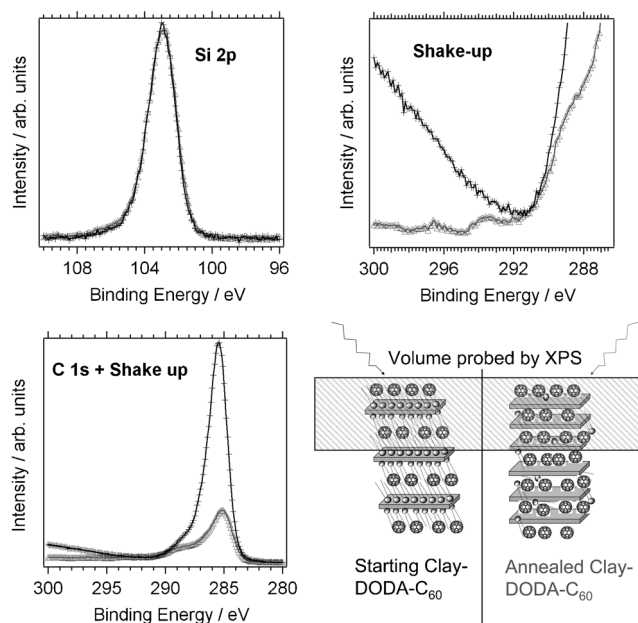 Si 2p
Intensity / arb. units
108 104 100 96
Binding Energy / eV
Shake-up
Intensity / arb. units
300 296 292 288
Binding Energy / eV
C 1s + Shake up
Intensity / arb. units
300 295 290 285 280
Binding Energy / eV
Volume probed by XPS
Starting Clay-
DODA-C60
Annealed Clay-
DODA-C60